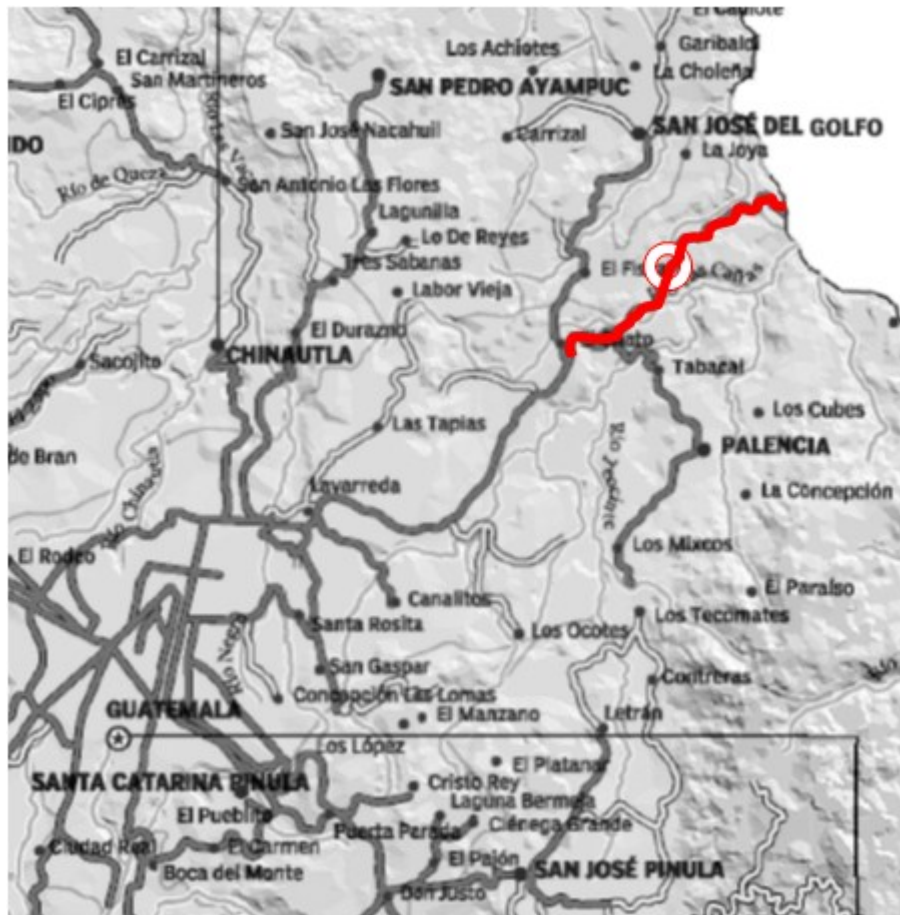 El Carrizal
San Martineros
El Ciprés
Los Achiotes
Garibaldi
La Choleña
SAN PEDRO AYAMPUC
San José Nacahuil
Carrizal
SAN JOSÉ DEL GOLFO
La Joya
Río de Queza
San Antonio Las Flores
Lagunilla
Lo De Reyes
Tres Sabanas
Labor Vieja
Cañas
El Durazno
CHINAUTLA
Sacojito
Tabacal
Las Tapias
Los Cubes
de Bran
PALENCIA
Lavarreda
La Concepción
Río Chinautla
El Rodeo
Los Mixcos
El Paraíso
Canalitos
Los Tecomates
Santa Rosita
Los Ocotes
Río Negro
San Gaspar
Contreras
Concepción Las Lomas
GUATEMALA
El Manzano
Letrán
Los López
El Platanar
SANTA CATARINA PINULA
Cristo Rey
Laguna Bermeja
El Pueblito
Puerta Parada
Ciénega Grande
Ciudad Real
El Carmen
El Pajón
Boca del Monte
SAN JOSÉ PINULA
Don Justo